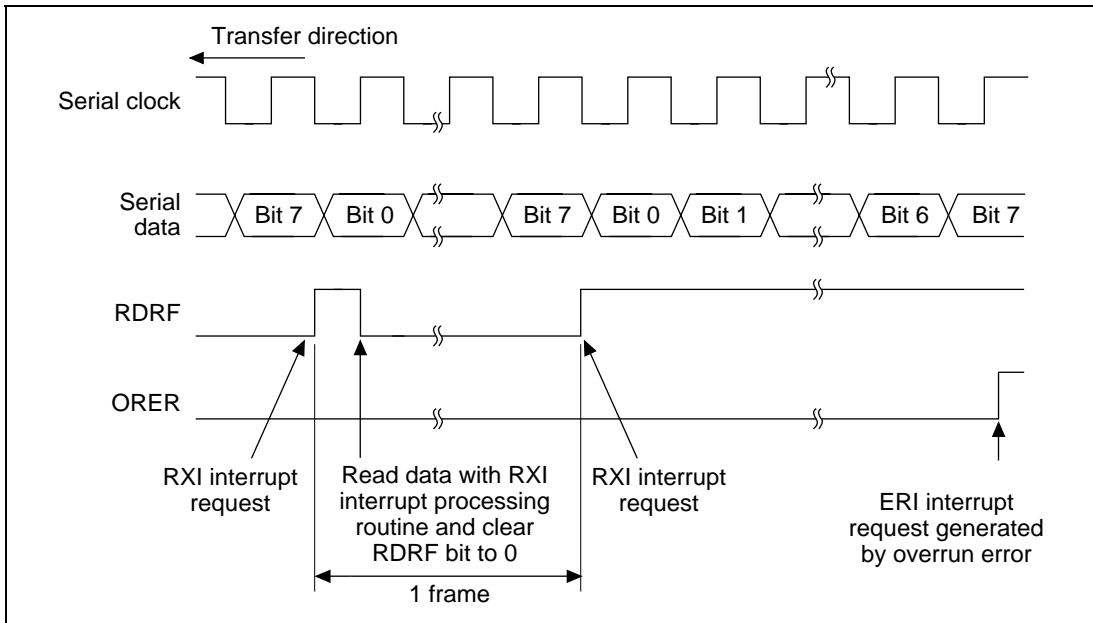 Transfer direction
Serial clock
Serial
data
Bit 7 Bit 0 Bit 7 Bit 0 Bit 1 Bit 6 Bit 7
RDRF
ORER
RXI interrupt
request
Read data with RXI
interrupt processing
routine and clear
RDRF bit to 0
RXI interrupt
request
ERI interrupt
request generated
by overrun error
1 frame